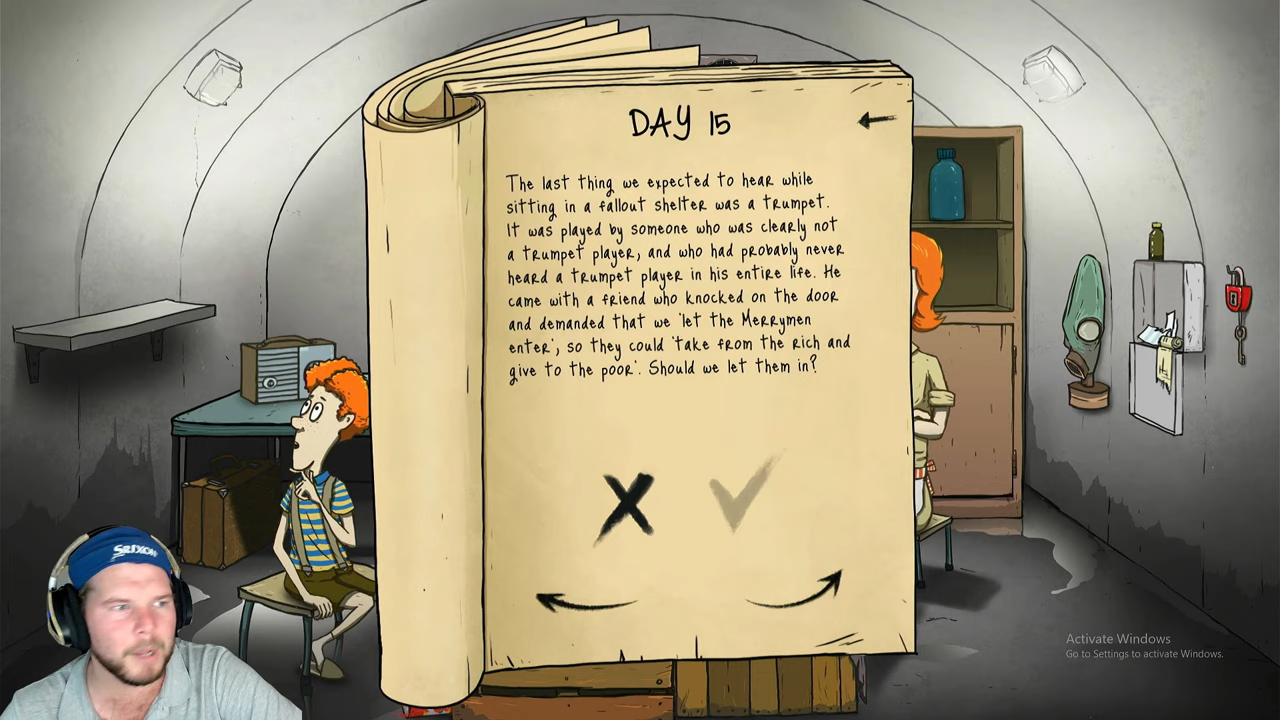 DAY 15
The last thing we expected to hear while
sitting in a fallout shelter was a trumpet.
It was played by someone who was clearly not
a trumpet player, and who had probably never
heard a trumpet player in his entire life. He
came with a friend who knocked on the door
and demanded that we 'let the Merrymen
enter', so they could 'take from the rich and
give to the poor'. Should we let them in?
SRIXON
Activate Windows
Go to Settings to activate Windows.